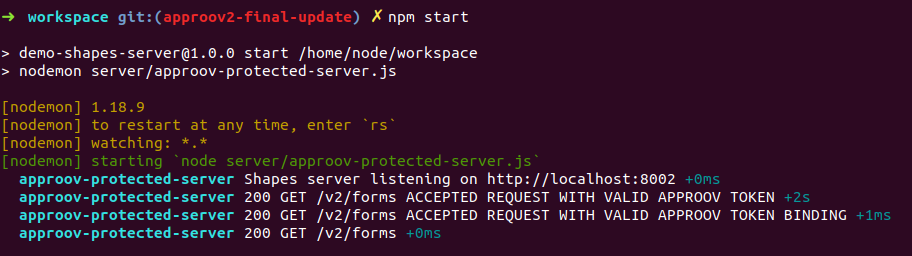 ➜ workspace git:(approov2-final-update) ✗ npm start
> demo-shapes-server@1.0.0 start /home/node/workspace
> nodemon server/approov-protected-server.js
[nodemon] 1.18.9
[nodemon] to restart at any time, enter `rs`
[nodemon] watching: *.*
[nodemon] starting `node server/approov-protected-server.js`
approov-protected-server Shapes server listening on http://localhost:8002 +0ms
approov-protected-server 200 GET /v2/forms ACCEPTED REQUEST WITH VALID APPROOV TOKEN +2s
approov-protected-server 200 GET /v2/forms ACCEPTED REQUEST WITH VALID APPROOV TOKEN BINDING +1ms
approov-protected-server 200 GET /v2/forms +0ms